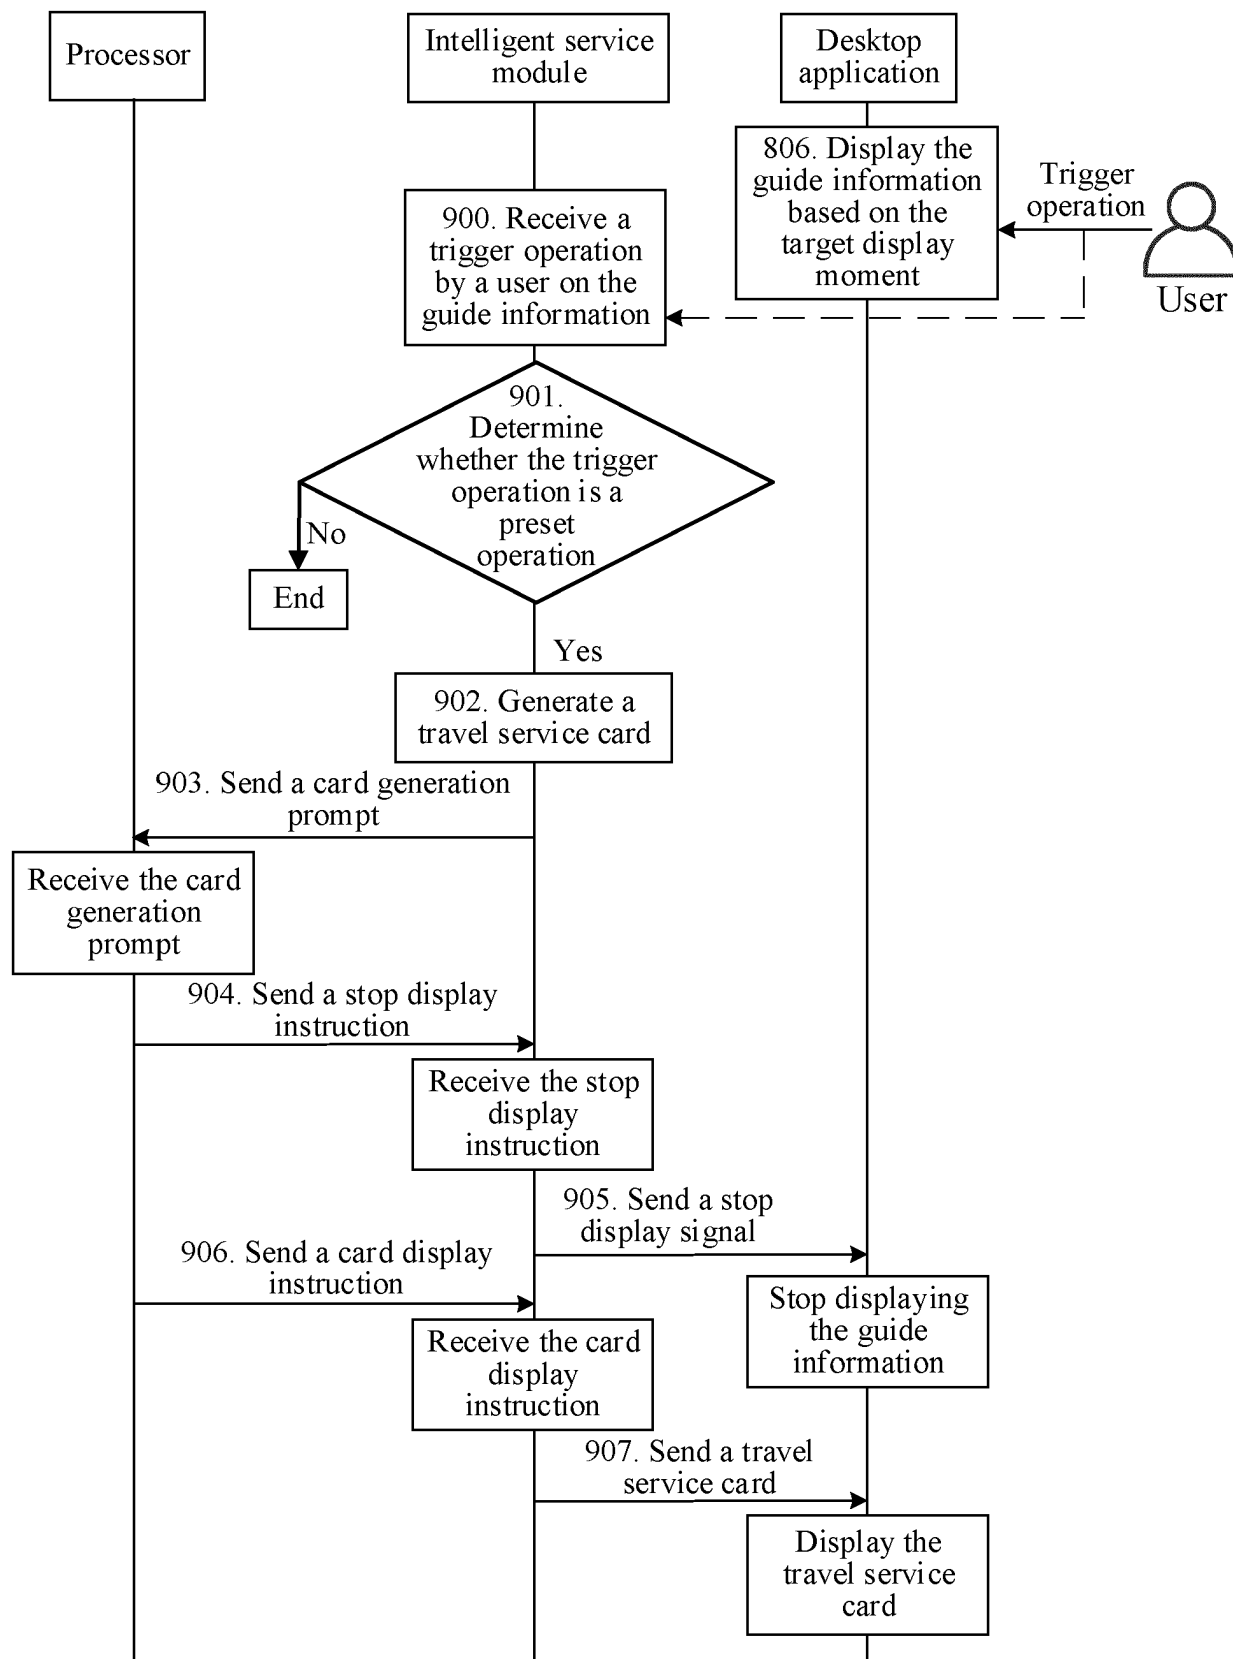 Processor
Intelligent service
module
Desktop
application
806. Display the
guide information
based on the
target display
moment
Trigger
operation
User
900. Receive a
trigger operation
by a user on the
guide information
901.
Determine
whether the trigger
operation is a
preset
operation
No
End
Yes
902. Generate a
travel service card
903. Send a card generation
prompt
Receive the card
generation
prompt
904. Send a stop display
instruction
Receive the stop
display
instruction
905. Send a stop
display signal
906. Send a card display
instruction
Stop displaying
the guide
information
Receive the card
display
instruction
907. Send a travel
service card
Display the
travel service
card